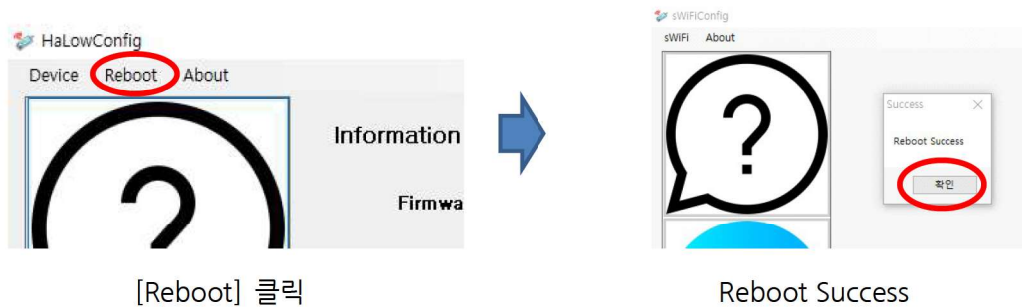 HaLowConfig
Device Reboot About
Information
Firmwa
sWiFiConfig
sWiFi About
Success
Reboot Success
확인
[Reboot] 클릭
Reboot Success